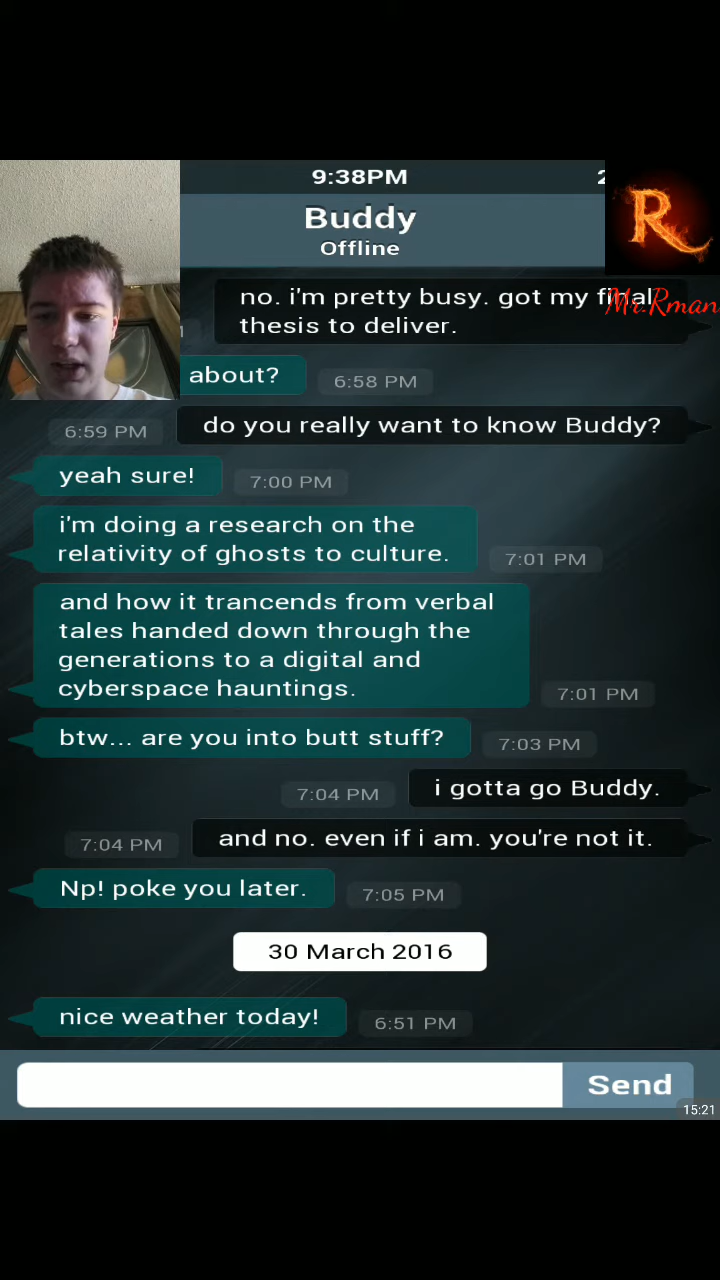 9:38PM
Buddy
Offline
R
Mr.Rman
no. i'm pretty busy. got my final
thesis to deliver.
about?
6:58 PM
6:59 PM
do you really want to know Buddy?
yeah sure!
7:00 PM
i'm doing a research on the
relativity of ghosts to culture.
7:01 PM
and how it trancends from verbal
tales handed down through the
generations to a digital and
cyberspace hauntings.
7:01 PM
btw... are you into butt stuff?
7:03 PM
7:04 PM
i gotta go Buddy.
7:04 PM
and no. even if i am. you're not it.
Np! poke you later.
7:05 PM
30 March 2016
nice weather today!
6:51 PM
Send
15:21